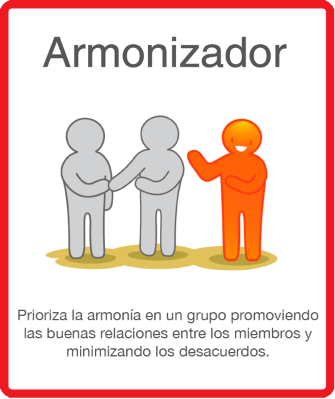 Armonizador
Prioriza la armonía en un grupo promoviendo
las buenas relaciones entre los miembros y
minimizando los desacuerdos.